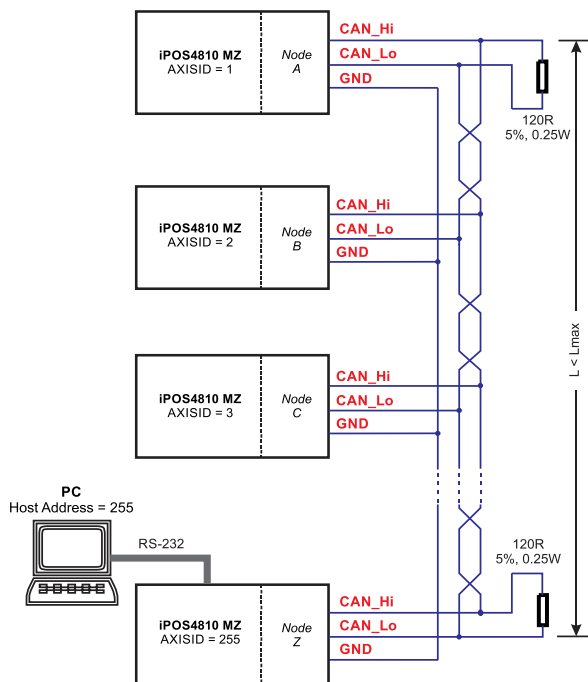 iPOS4810 MZ
AXISID = 1
Node
A
CAN_Hi
CAN_Lo
GND
120R
5%, 0.25W
iPOS4810 MZ
AXISID = 2
Node
B
CAN_Hi
CAN_Lo
GND
L < Lmax
iPOS4810 MZ
AXISID = 3
Node
C
CAN_Hi
CAN_Lo
GND
PC
Host Address = 255
RS-232
120R
5%, 0.25W
iPOS4810 MZ
AXISID = 255
Node
Z
CAN_Hi
CAN_Lo
GND